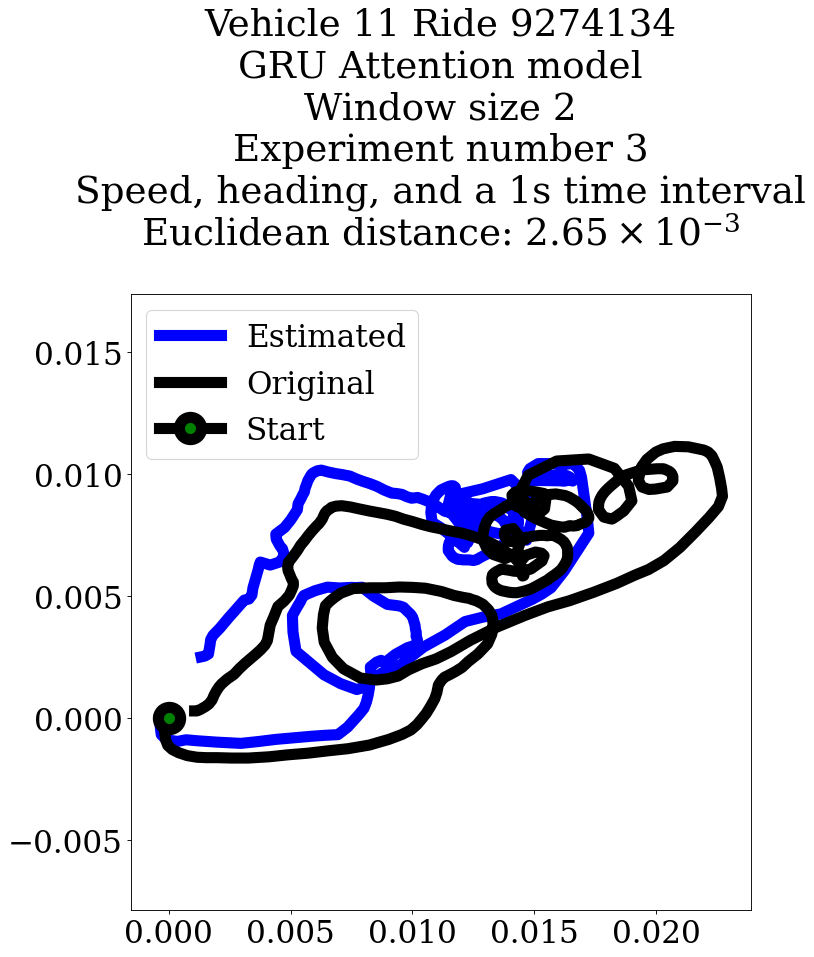 Vehicle 11 Ride 9274134
GRU Attention model
Window size 2
Experiment number 3
Speed, heading, and a 1s time interval
Euclidean distance: 2.65 × 10⁻³
Estimated
Original
Start
0.015
0.010
0.005
0.000
−0.005
0.000 0.005 0.010 0.015 0.020